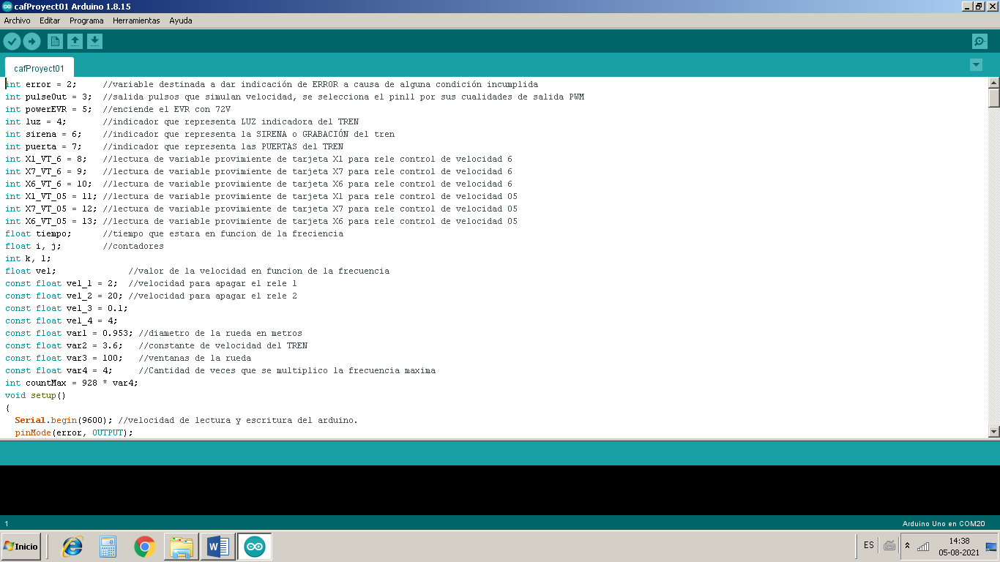 cafProyect01 Arduino 1.8.15
Archivo Editar Programa Herramientas Ayuda
cafProyect01
int error = 2; //variable destinada a dar indicación de ERROR a causa de alguna condición incumplida
int pulseOut = 3; //salida pulsos que simulan velocidad, se selecciona el pin11 por sus cualidades de salida PWM
int powerEVR = 5; //enciende el EVR con 72V
int luz = 4; //indicador que representa LUZ indicadora del TREN
int sirena = 6; //indicador que representa la SIRENA o GRABACIÓN del tren
int puerta = 7; //indicador que representa las PUERTAS del TREN
int X1_VT_6 = 8; //lectura de variable provimiente de tarjeta X1 para rele control de velocidad 6
int X7_VT_6 = 9; //lectura de variable provimiente de tarjeta X7 para rele control de velocidad 6
int X6_VT_6 = 10; //lectura de variable provimiente de tarjeta X6 para rele control de velocidad 6
int X1_VT_05 = 11; //lectura de variable provimiente de tarjeta X1 para rele control de velocidad 05
int X7_VT_05 = 12; //lectura de variable provimiente de tarjeta X7 para rele control de velocidad 05
int X6_VT_05 = 13; //lectura de variable provimiente de tarjeta X6 para rele control de velocidad 05
float tiempo; //tiempo que estara en funcion de la freciencia
float i, j; //contadores
int k, l;
float vel; //valor de la velocidad en funcion de la frecuencia
const float vel_1 = 2; //velocidad para apagar el rele 1
const float vel_2 = 20; //velocidad para apagar el rele 2
const float vel_3 = 0.1;
const float vel_4 = 4;
const float var1 = 0.953; //diametro de la rueda en metros
const float var2 = 3.6; //constante de velocidad del TREN
const float var3 = 100; //ventanas de la rueda
const float var4 = 4; //Cantidad de veces que se multiplico la frecuencia maxima
int countMax = 928 * var4;
void setup()
{
Serial.begin(9600); //velocidad de lectura y escritura del arduino.
pinMode(error, OUTPUT);
1 Arduino Uno en COM20
Inicio ES 14:38
05-08-2021